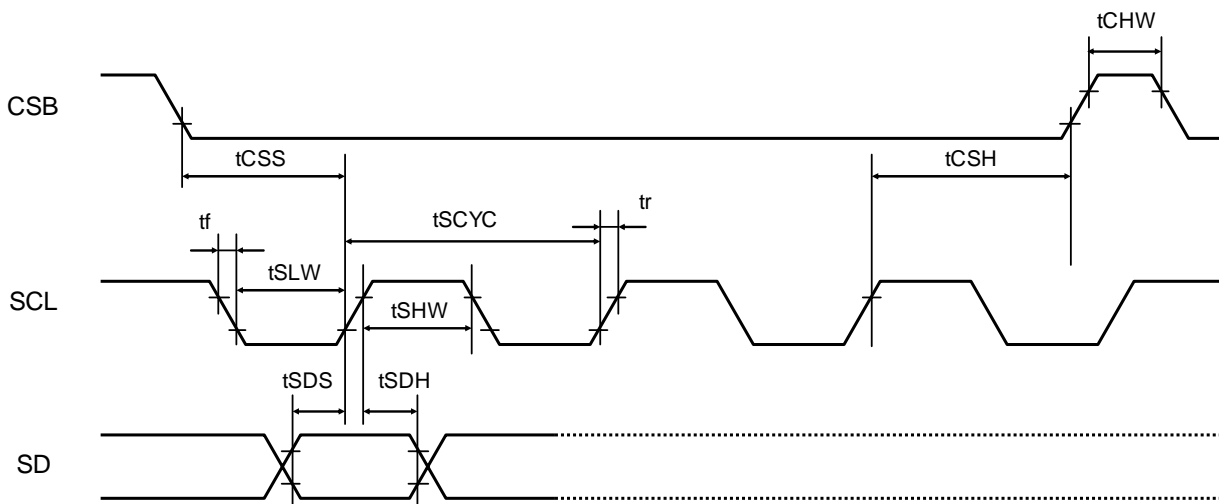 tCHW
CSB
tCSS
tCSH
tf
tSCYC
tr
tSLW
SCL
tSHW
tSDS
tSDH
SD